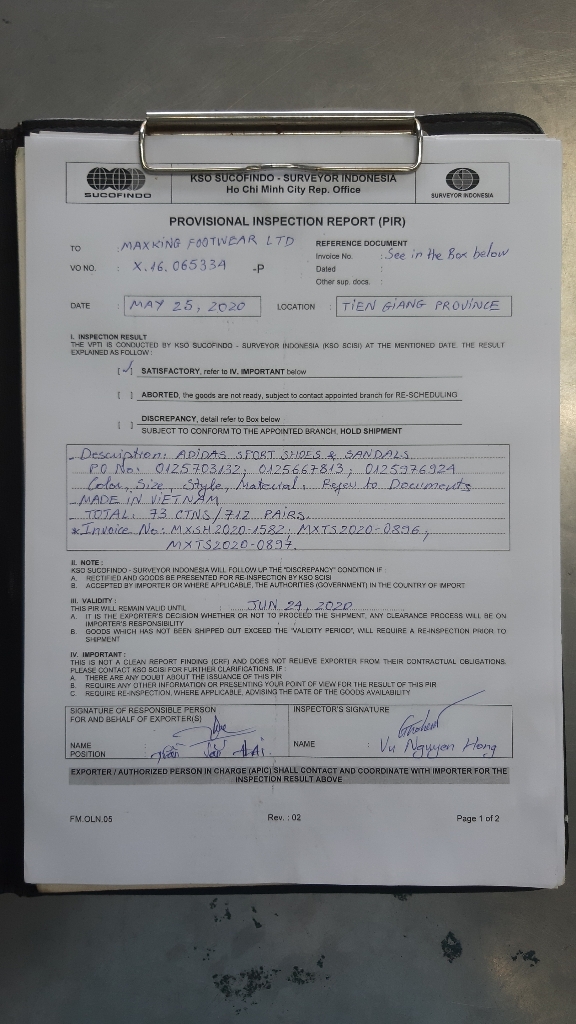 SUCOFINDO
KSO SUCOFINDO - SURVEYOR INDONESIA
Ho Chi Minh City Rep. Office
SURVEYOR INDONESIA
PROVISIONAL INSPECTION REPORT (PIR)
TO : MAXKING FOOTWEAR LTD
VO NO. : X.16.065334 -P
REFERENCE DOCUMENT
Invoice No. : See in the Box below
Dated :
Other sup. docs. :
DATE : MAY 25, 2020 LOCATION : TIEN GIANG PROVINCE
I. INSPECTION RESULT
THE VPTI IS CONDUCTED BY KSO SUCOFINDO - SURVEYOR INDONESIA (KSO SCISI) AT THE MENTIONED DATE. THE RESULT
EXPLAINED AS FOLLOW :
[✓] SATISFACTORY, refer to IV. IMPORTANT below
[ ] ABORTED, the goods are not ready, subject to contact appointed branch for RE-SCHEDULING
[ ] DISCREPANCY, detail refer to Box below
SUBJECT TO CONFORM TO THE APPOINTED BRANCH, HOLD SHIPMENT
Description: ADIDAS SPORT SHOES & SANDALS
P.O No: 0125703132; 0125667813; 0125976924
Color, Size, Style, Material, Refer to Documents
MADE IN VIETNAM
TOTAL: 73 CTNS/712 PAIRS.
* Invoice No: MXSH2020-1582; MXTS2020-0896;
MXTS2020-0897.
II. NOTE :
KSO SUCOFINDO - SURVEYOR INDONESIA WILL FOLLOW UP THE "DISCREPANCY" CONDITION IF :
A. RECTIFIED AND GOODS BE PRESENTED FOR RE-INSPECTION BY KSO SCISI
B. ACCEPTED BY IMPORTER OR WHERE APPLICABLE, THE AUTHORITIES (GOVERNMENT) IN THE COUNTRY OF IMPORT
III. VALIDITY :
THIS PIR WILL REMAIN VALID UNTIL : JUN 24, 2020
A. IT IS THE EXPORTER'S DECISION WHETHER OR NOT TO PROCEED THE SHIPMENT, ANY CLEARANCE PROCESS WILL BE ON
IMPORTER'S RESPONSIBILITY
B. GOODS WHICH HAS NOT BEEN SHIPPED OUT EXCEED THE "VALIDITY PERIOD", WILL REQUIRE A RE-INSPECTION PRIOR TO
SHIPMENT
IV. IMPORTANT :
THIS IS NOT A CLEAN REPORT FINDING (CRF) AND DOES NOT RELIEVE EXPORTER FROM THEIR CONTRACTUAL OBLIGATIONS.
PLEASE CONTACT KSO SCISI FOR FURTHER CLARIFICATIONS, IF :
A. THERE ARE ANY DOUBT ABOUT THE ISSUANCE OF THIS PIR
B. REQUIRE ANY OTHER INFORMATION OR PRESENTING YOUR POINT OF VIEW FOR THE RESULT OF THIS PIR
C. REQUIRE RE-INSPECTION, WHERE APPLICABLE, ADVISING THE DATE OF THE GOODS AVAILABILITY
SIGNATURE OF RESPONSIBLE PERSON
FOR AND BEHALF OF EXPORTER(S)
NAME :
POSITION
INSPECTOR'S SIGNATURE
NAME : Vu Nguyen Hong
EXPORTER / AUTHORIZED PERSON IN CHARGE (APIC) SHALL CONTACT AND COORDINATE WITH IMPORTER FOR THE
INSPECTION RESULT ABOVE
FM.OLN.05 Rev. : 02 Page 1 of 2